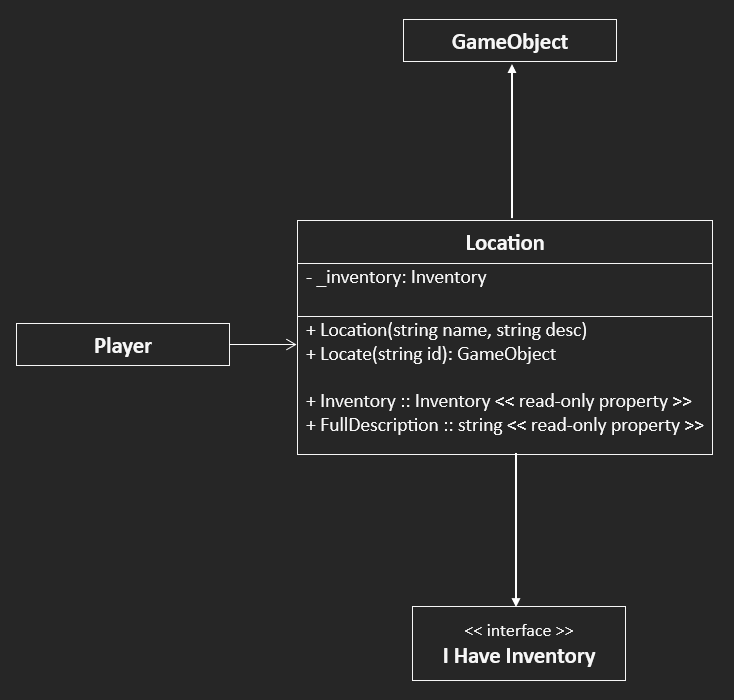 GameObject
Location
- _inventory: Inventory
Player
+ Location(string name, string desc)
+ Locate(string id): GameObject
+ Inventory :: Inventory << read-only property >>
+ FullDescription :: string << read-only property >>
<< interface >>
I Have Inventory